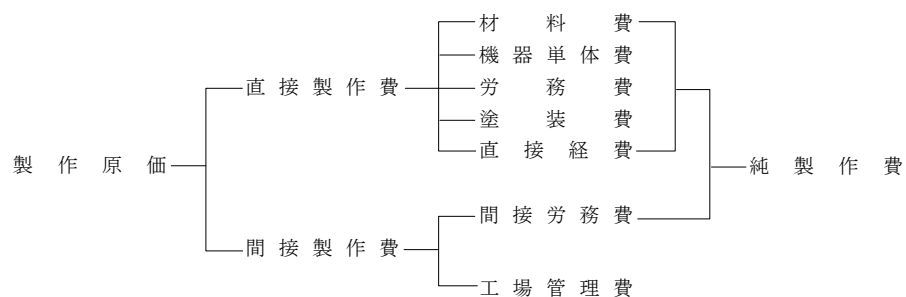 材料費
機器単体費
直接製作費
労務費
塗装費
直接経費
製作原価
純製作費
間接労務費
間接製作費
工場管理費